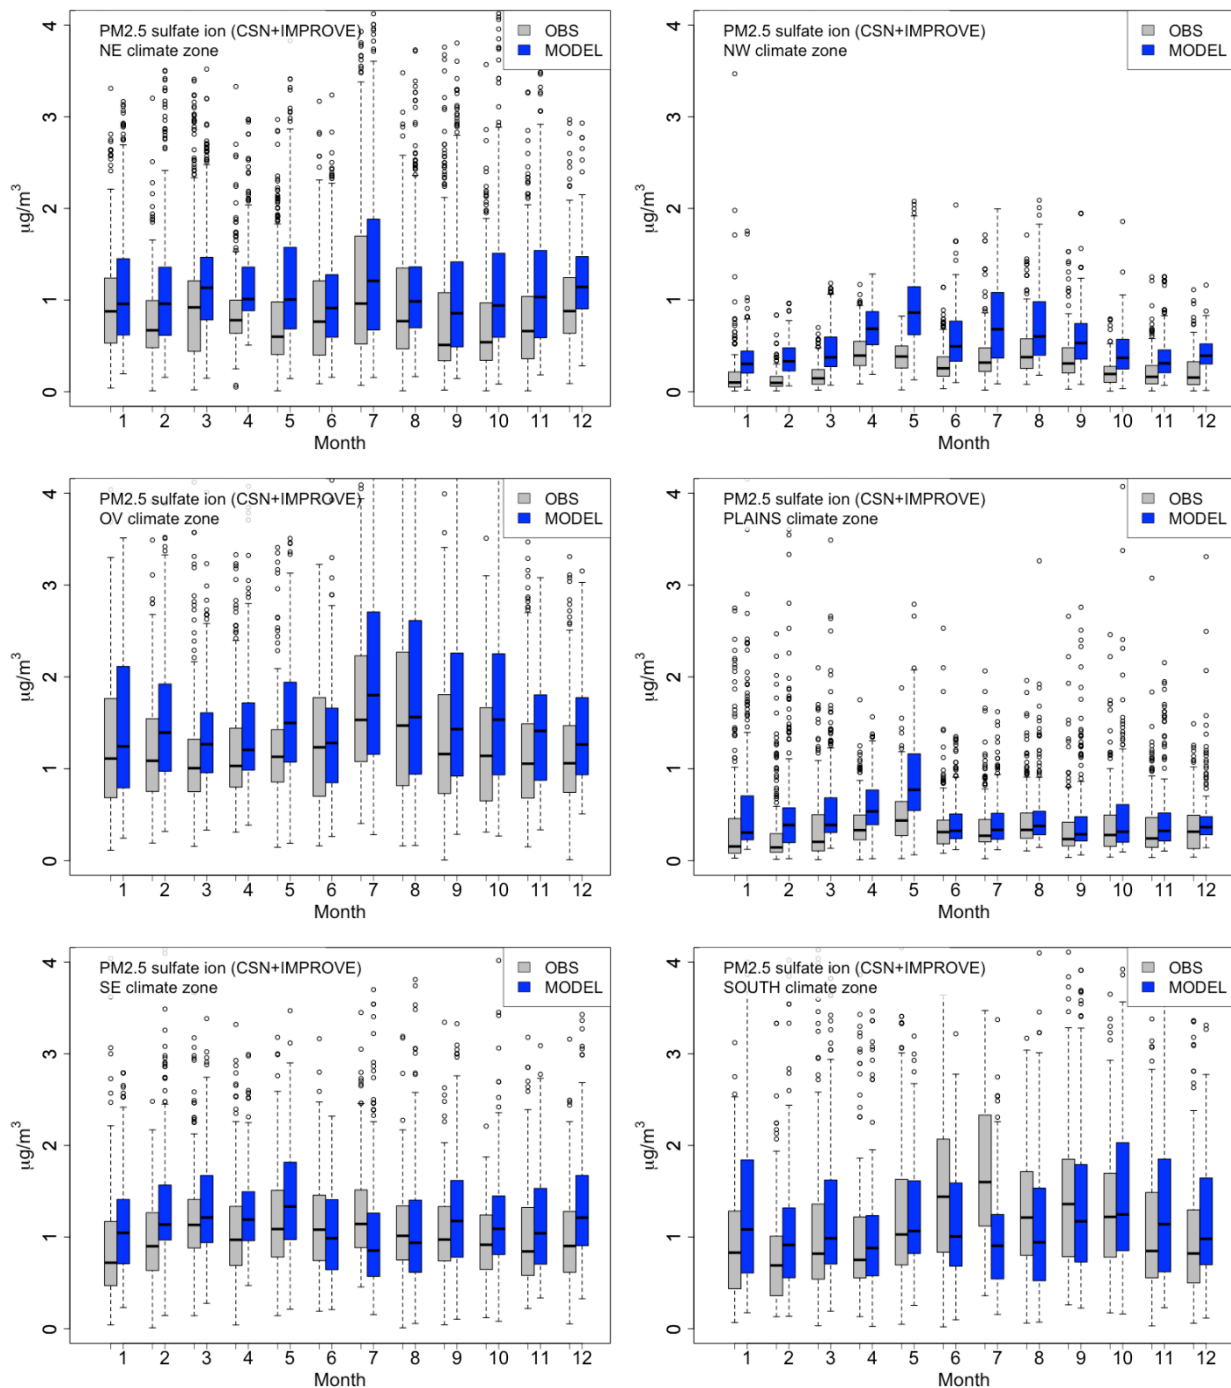 PM2.5 sulfate ion (CSN+IMPROVE)
NE climate zone
OBS
MODEL
4
3
2
1
0
µg/m³
1 2 3 4 5 6 7 8 9 10 11 12
Month
PM2.5 sulfate ion (CSN+IMPROVE)
NW climate zone
OBS
MODEL
4
3
2
1
0
µg/m³
1 2 3 4 5 6 7 8 9 10 11 12
Month
PM2.5 sulfate ion (CSN+IMPROVE)
OV climate zone
OBS
MODEL
4
3
2
1
0
µg/m³
1 2 3 4 5 6 7 8 9 10 11 12
Month
PM2.5 sulfate ion (CSN+IMPROVE)
PLAINS climate zone
OBS
MODEL
4
3
2
1
0
µg/m³
1 2 3 4 5 6 7 8 9 10 11 12
Month
PM2.5 sulfate ion (CSN+IMPROVE)
SE climate zone
OBS
MODEL
4
3
2
1
0
µg/m³
1 2 3 4 5 6 7 8 9 10 11 12
Month
PM2.5 sulfate ion (CSN+IMPROVE)
SOUTH climate zone
OBS
MODEL
4
3
2
1
0
µg/m³
1 2 3 4 5 6 7 8 9 10 11 12
Month